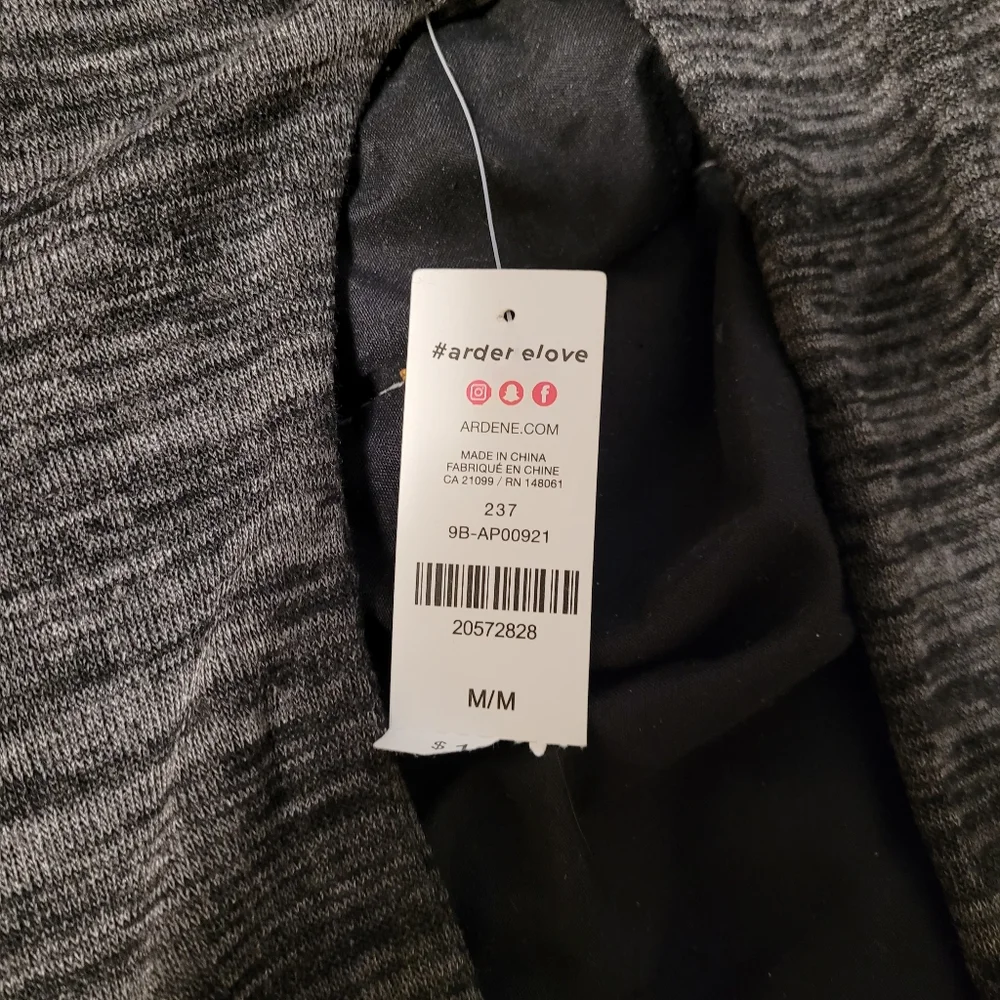 #arder elove
ARDENE.COM
MADE IN CHINA
FABRIQUÉ EN CHINE
CA 21099 / RN 148061
237
9B-AP00921
20572828
M/M
$